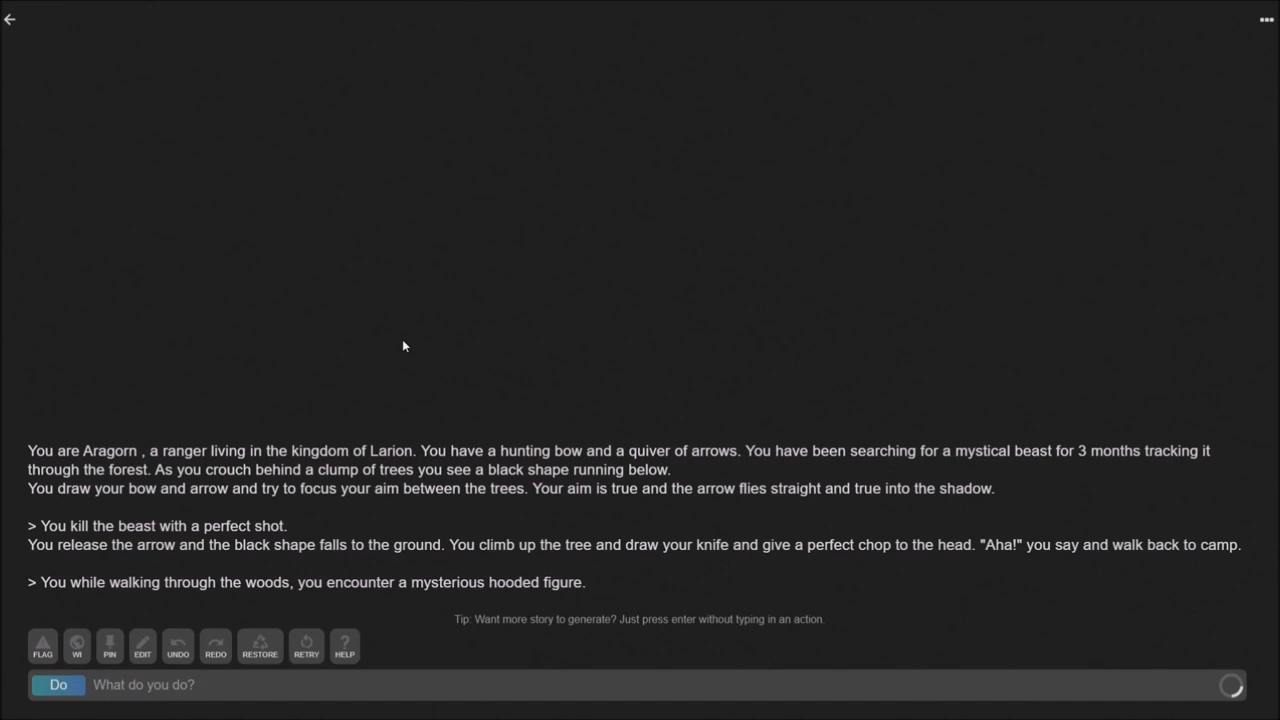 You are Aragorn , a ranger living in the kingdom of Larion. You have a hunting bow and a quiver of arrows. You have been searching for a mystical beast for 3 months tracking it
through the forest. As you crouch behind a clump of trees you see a black shape running below.
You draw your bow and arrow and try to focus your aim between the trees. Your aim is true and the arrow flies straight and true into the shadow.
> You kill the beast with a perfect shot.
You release the arrow and the black shape falls to the ground. You climb up the tree and draw your knife and give a perfect chop to the head. "Aha!" you say and walk back to camp.
> You while walking through the woods, you encounter a mysterious hooded figure.
Tip: Want more story to generate? Just press enter without typing in an action.
FLAG WI PIN EDIT UNDO REDO RESTORE RETRY HELP
Do What do you do?